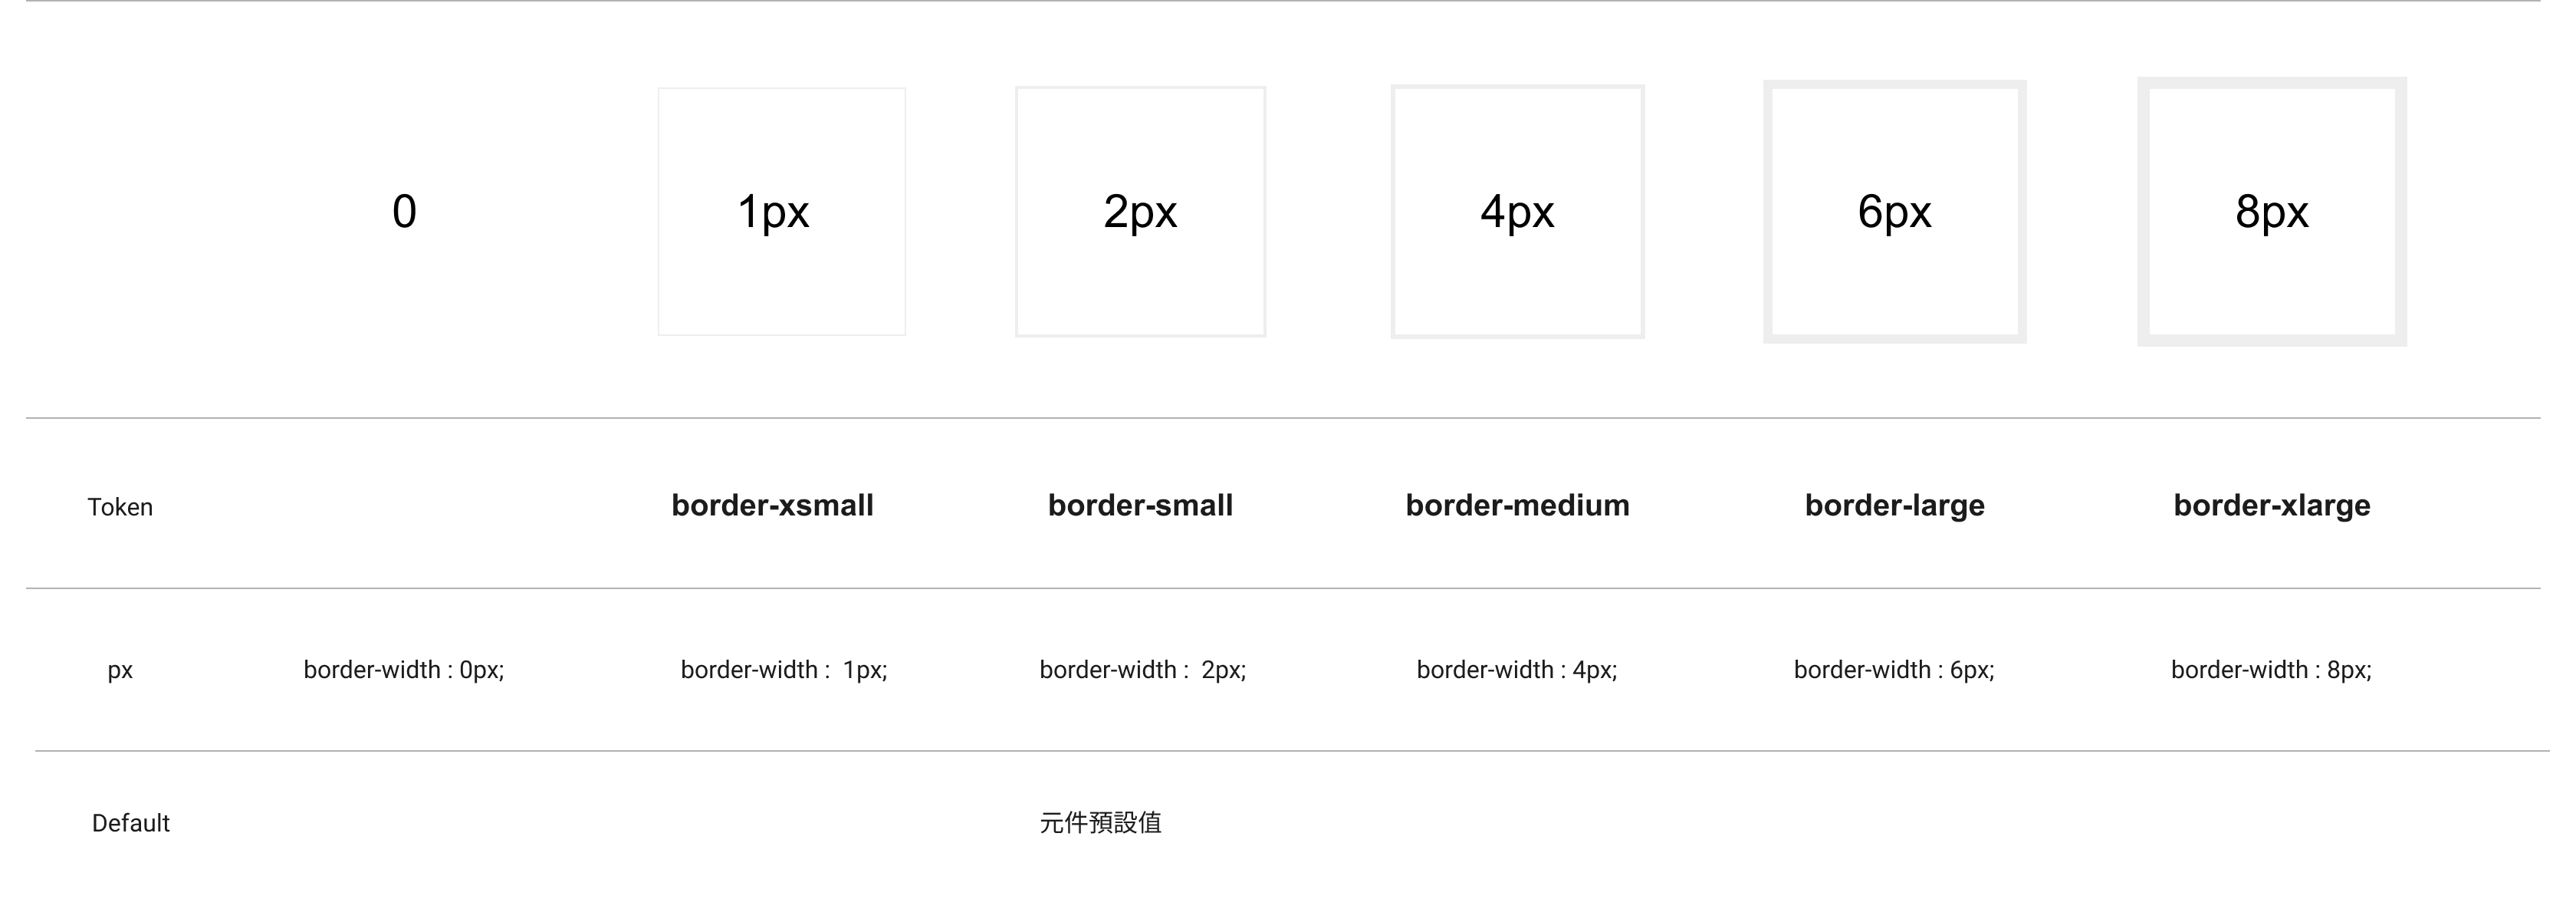 0 1px 2px 4px 6px 8px
Token border-xsmall border-small border-medium border-large border-xlarge
px border-width : 0px; border-width :  1px; border-width :  2px; border-width : 4px; border-width : 6px; border-width : 8px;
Default 元件預設值